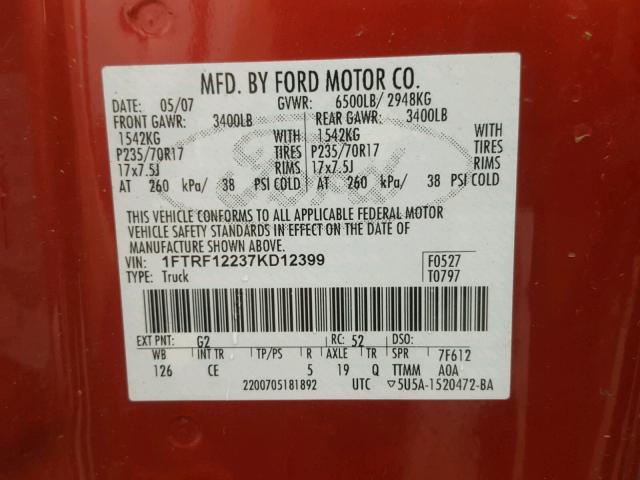 MFD. BY FORD MOTOR CO.
DATE: 05/07 GVWR: 6500LB/ 2948KG
FRONT GAWR: 3400LB REAR GAWR: 3400LB
1542KG WITH 1542KG WITH
P235/70R17 TIRES P235/70R17 TIRES
17x7.5J RIMS 17x7.5J RIMS
AT 260 kPa/ 38 PSI COLD AT 260 kPa/ 38 PSI COLD
Ford
THIS VEHICLE CONFORMS TO ALL APPLICABLE FEDERAL MOTOR
VEHICLE SAFETY STANDARDS IN EFFECT ON THE DATE OF
MANUFACTURE SHOWN ABOVE.
VIN: 1FTRF12237KD12399 F0527
TYPE: Truck T0797
EXT PNT: G2 RC: 52 DSO:
WB INT TR TP/PS R AXLE TR SPR 7F612
126 CE 5 19 Q TTMM A0A
2200705181892 UTC ▽5U5A-1520472-BA